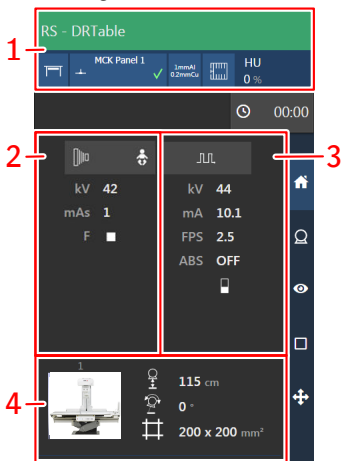 RS - DRTable
1
MCK Panel 1
1mmAl
0.2mmCu
HU
0 %
00:00
2
3
kV 42
mAs 1
F
kV 44
mA 10.1
FPS 2.5
ABS OFF
4
1
115 cm
0 °
200 x 200 mm²